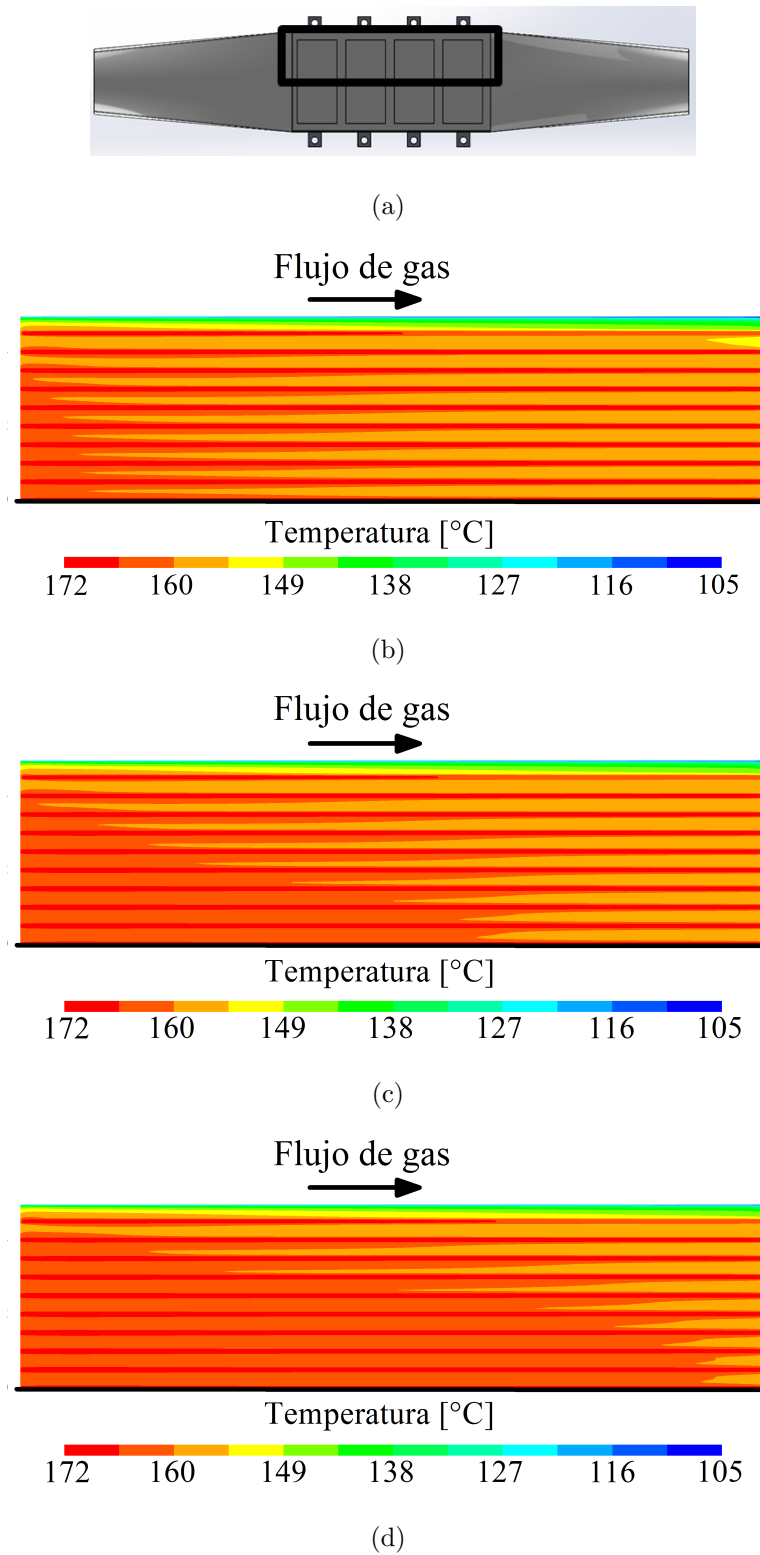 (a)
Flujo de gas
Temperatura [°C]
172 160 149 138 127 116 105
(b)
Flujo de gas
Temperatura [°C]
172 160 149 138 127 116 105
(c)
Flujo de gas
Temperatura [°C]
172 160 149 138 127 116 105
(d)